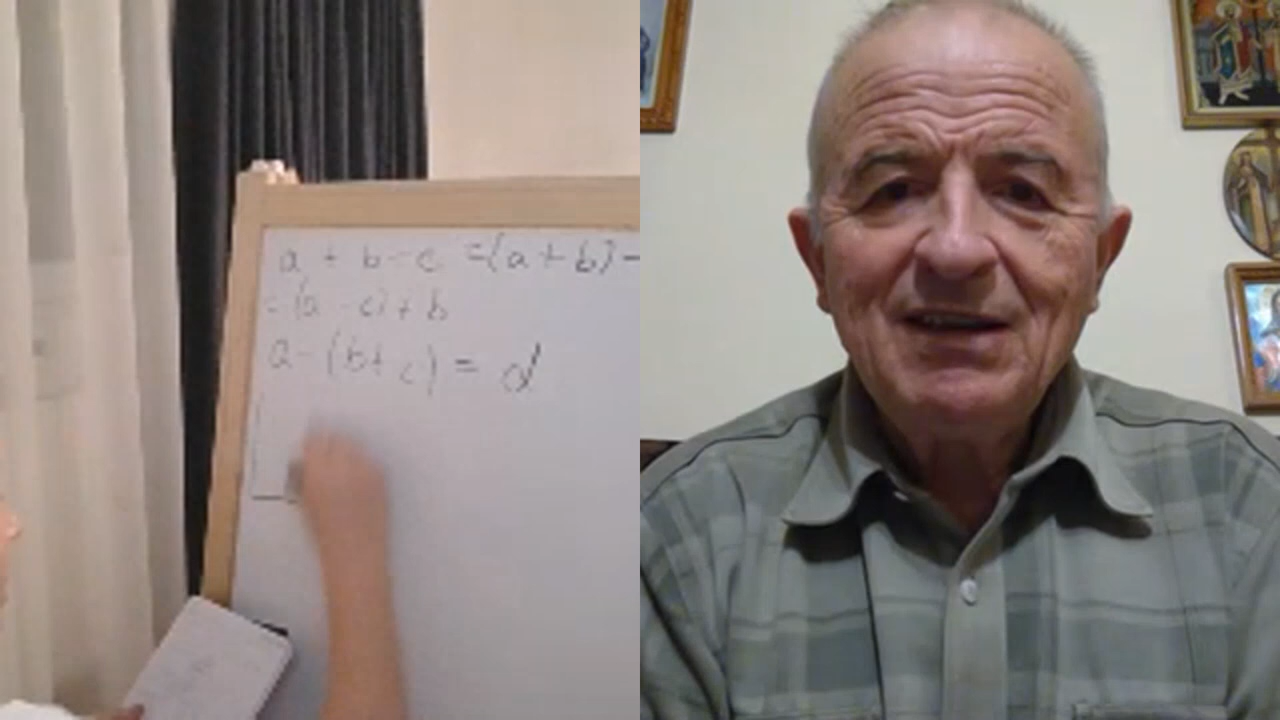 a + b - c = (a + b) -
= (a - c) + b
a - (b + c) = d